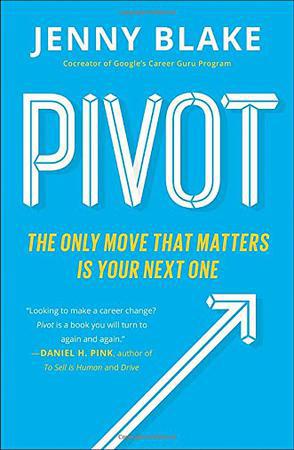 JENNY BLAKE
Cocreator of Google's Career Guru Program
PIVOT
THE ONLY MOVE THAT MATTERS
IS YOUR NEXT ONE
"Looking to make a career change?
Pivot is a book you will turn to
again and again."
—DANIEL H. PINK, author of
To Sell Is Human and Drive